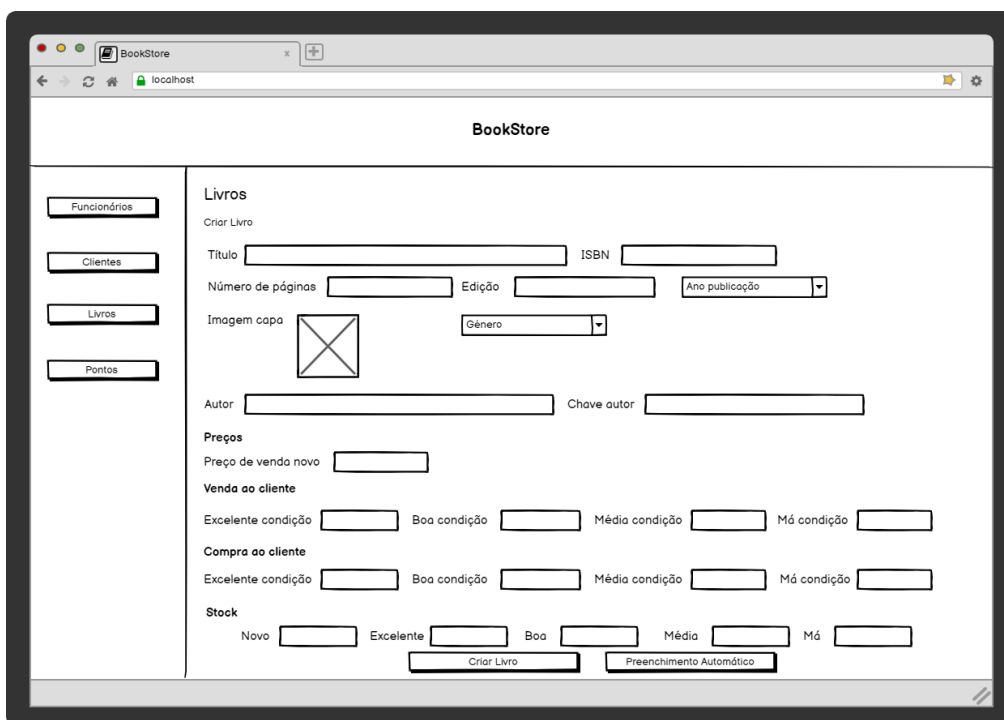 BookStore
x
localhost
BookStore
Funcionários
Clientes
Livros
Pontos
Livros
Criar Livro
Título ISBN
Número de páginas Edição Ano publicação
Imagem capa Género
Autor Chave autor
Preços
Preço de venda novo
Venda ao cliente
Excelente condição Boa condição Média condição Má condição
Compra ao cliente
Excelente condição Boa condição Média condição Má condição
Stock
Novo Excelente Boa Média Má
Criar Livro Preenchimento Automático